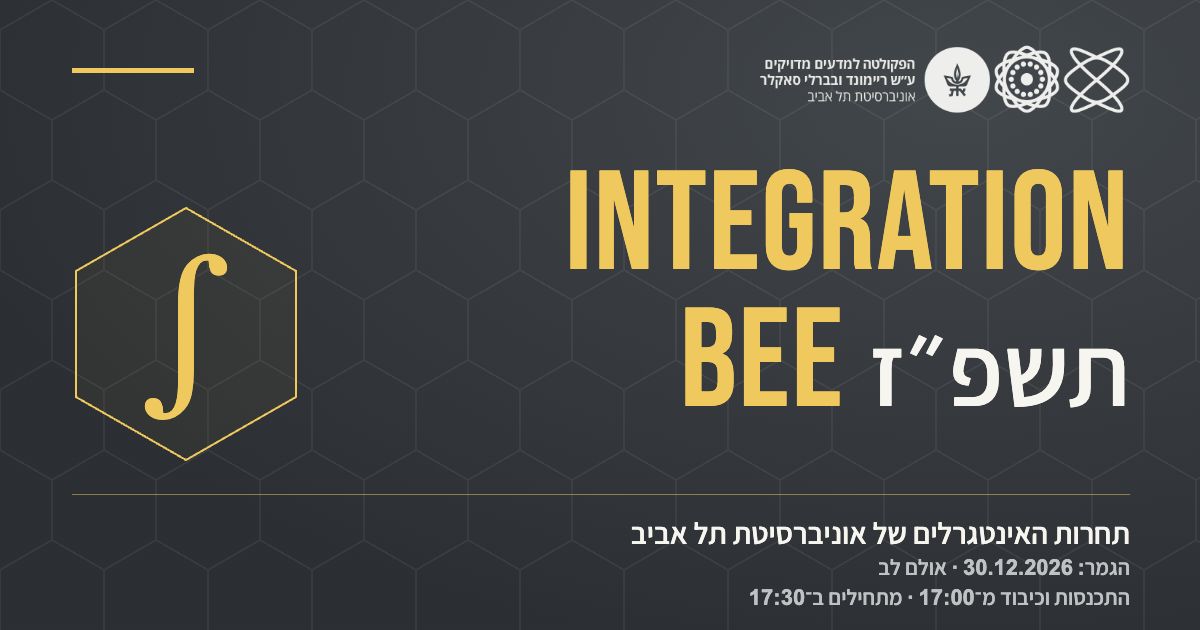 הפקולטה למדעים מדויקים
ע״ש ריימונד ובברלי סאקלר
אוניברסיטת תל אביב
INTEGRATION
BEE תשפ״ז
∫
תחרות האינטגרלים של אוניברסיטת תל אביב
הגמר: 30.12.2026 · אולם לב
התכנסות וכיבוד מ־17:00 · מתחילים ב־17:30